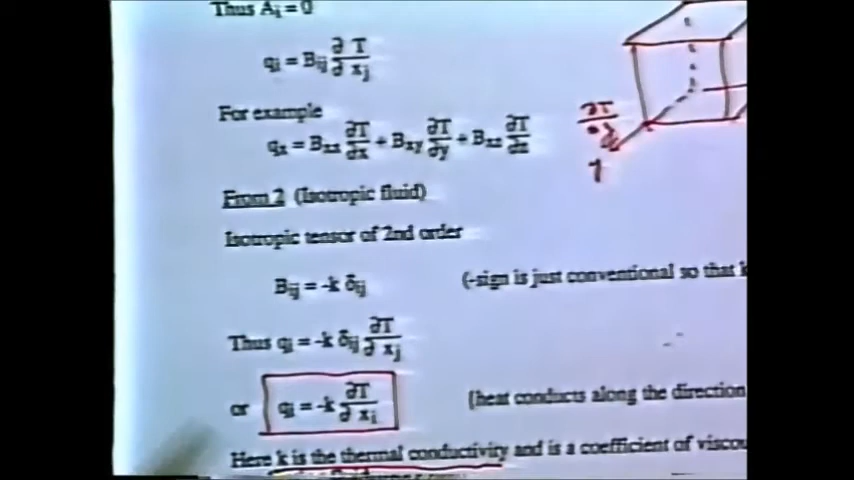 Thus Aᵢ = 0
qᵢ = Bᵢⱼ ∂T/∂xⱼ
For example
qₓ = Bₓₓ ∂T/∂x + Bₓᵧ ∂T/∂y + Bₓz ∂T/∂z
∂T/∂y
From 2 (Isotropic fluid)
Isotropic tensor of 2nd order
Bᵢⱼ = -k δᵢⱼ (-sign is just conventional so that k
Thus qᵢ = -k δᵢⱼ ∂T/∂xⱼ
or qᵢ = -k ∂T/∂xᵢ (heat conducts along the direction
Here k is the thermal conductivity and is a coefficient of